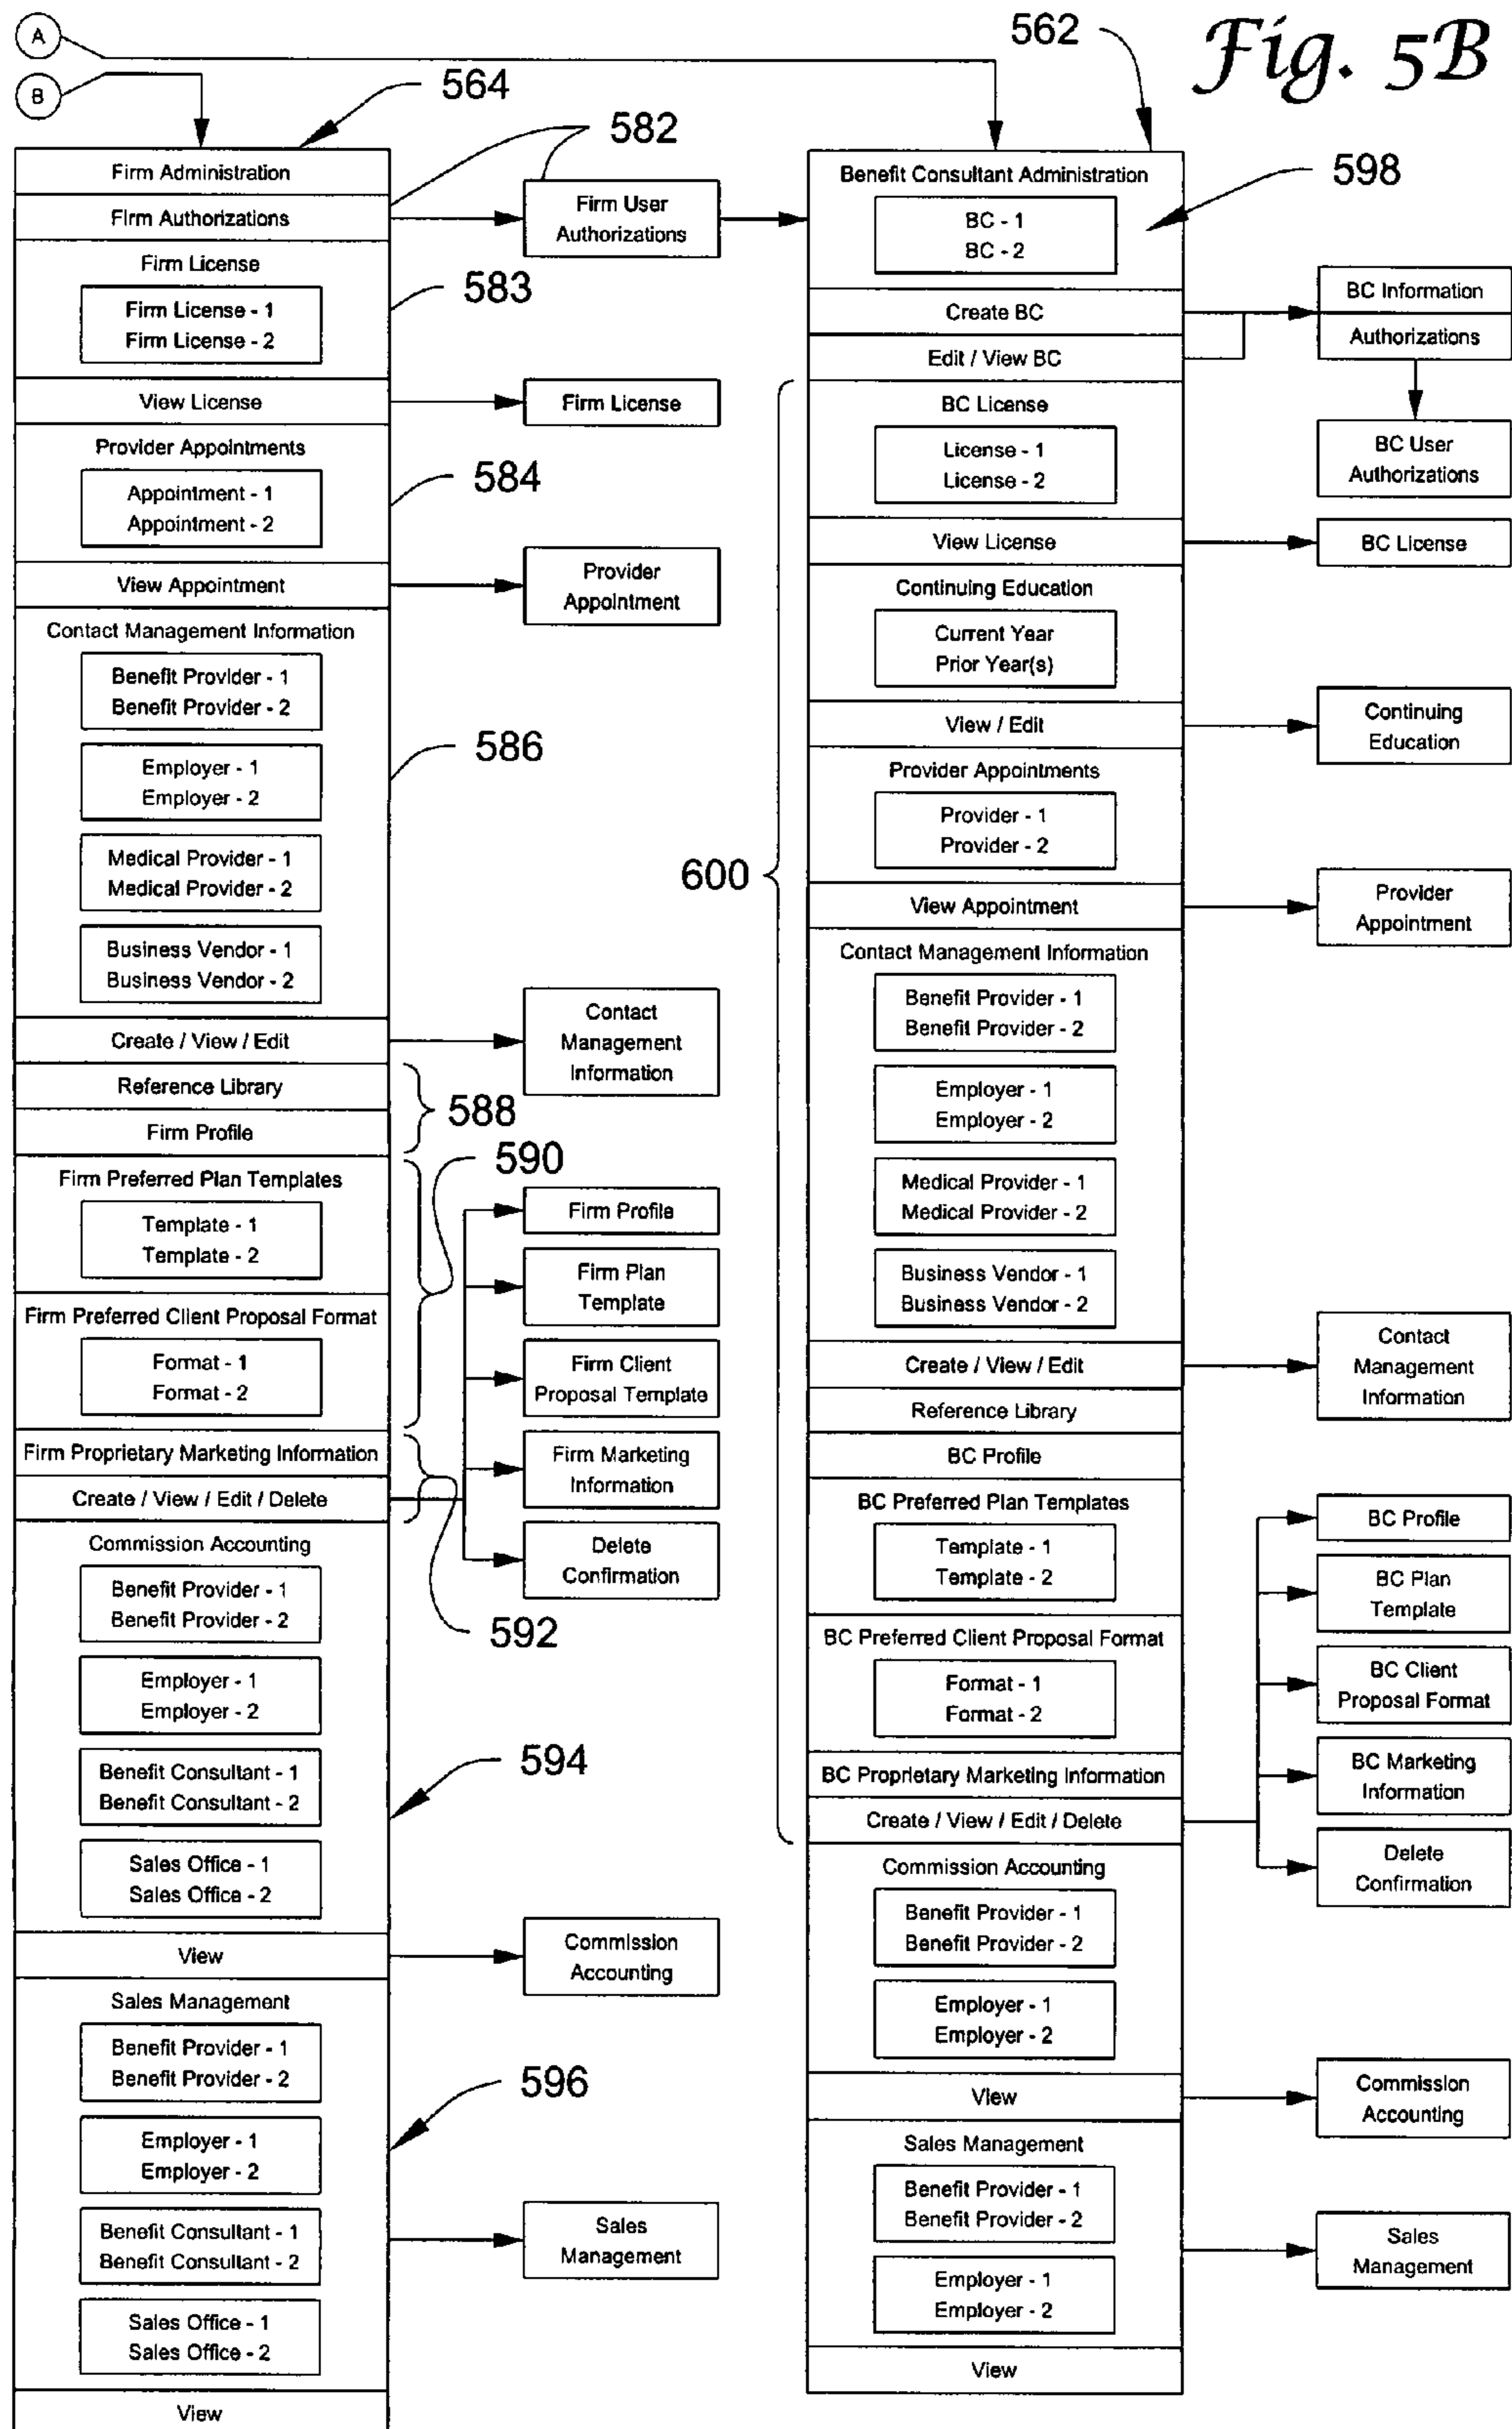 Fig. 5B
A
B
564
562
582
598
Firm Administration
Firm Authorizations
Firm License
Firm License - 1
Firm License - 2
583
View License
Provider Appointments
Appointment - 1
Appointment - 2
584
View Appointment
Contact Management Information
Benefit Provider - 1
Benefit Provider - 2
586
Employer - 1
Employer - 2
Medical Provider - 1
Medical Provider - 2
Business Vendor - 1
Business Vendor - 2
Create / View / Edit
Reference Library
588
Firm Profile
590
Firm Preferred Plan Templates
Template - 1
Template - 2
Firm Preferred Client Proposal Format
Format - 1
Format - 2
Firm Proprietary Marketing Information
Create / View / Edit / Delete
592
Commission Accounting
Benefit Provider - 1
Benefit Provider - 2
Employer - 1
Employer - 2
594
Benefit Consultant - 1
Benefit Consultant - 2
Sales Office - 1
Sales Office - 2
View
Sales Management
Benefit Provider - 1
Benefit Provider - 2
596
Employer - 1
Employer - 2
Benefit Consultant - 1
Benefit Consultant - 2
Sales Office - 1
Sales Office - 2
View
Firm User
Authorizations
Firm License
Provider
Appointment
Contact
Management
Information
Firm Profile
Firm Plan
Template
Firm Client
Proposal Template
Firm Marketing
Information
Delete
Confirmation
Commission
Accounting
Sales
Management
Benefit Consultant Administration
BC - 1
BC - 2
Create BC
Edit / View BC
600
BC License
License - 1
License - 2
View License
Continuing Education
Current Year
Prior Year(s)
View / Edit
Provider Appointments
Provider - 1
Provider - 2
View Appointment
Contact Management Information
Benefit Provider - 1
Benefit Provider - 2
Employer - 1
Employer - 2
Medical Provider - 1
Medical Provider - 2
Business Vendor - 1
Business Vendor - 2
Create / View / Edit
Reference Library
BC Profile
BC Preferred Plan Templates
Template - 1
Template - 2
BC Preferred Client Proposal Format
Format - 1
Format - 2
BC Proprietary Marketing Information
Create / View / Edit / Delete
Commission Accounting
Benefit Provider - 1
Benefit Provider - 2
Employer - 1
Employer - 2
View
Sales Management
Benefit Provider - 1
Benefit Provider - 2
Employer - 1
Employer - 2
View
BC Information
Authorizations
BC User
Authorizations
BC License
Continuing
Education
Provider
Appointment
Contact
Management
Information
BC Profile
BC Plan
Template
BC Client
Proposal Format
BC Marketing
Information
Delete
Confirmation
Commission
Accounting
Sales
Management